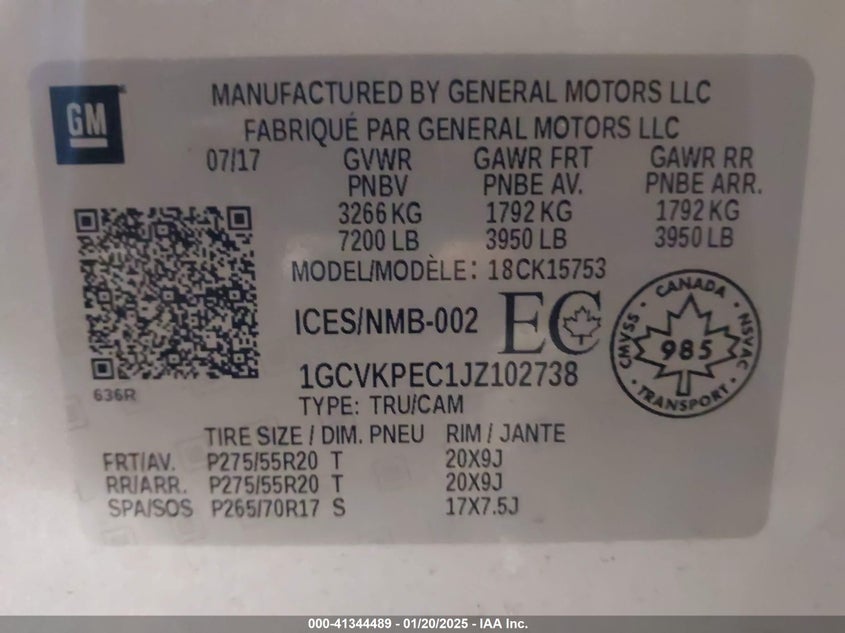 GM
MANUFACTURED BY GENERAL MOTORS LLC
FABRIQUÉ PAR GENERAL MOTORS LLC
07/17 GVWR GAWR FRT GAWR RR
PNBV PNBE AV. PNBE ARR.
3266 KG 1792 KG 1792 KG
7200 LB 3950 LB 3950 LB
MODEL/MODÈLE: 18CK15753
ICES/NMB-002 EC
CANADA
CMVSS 985 NSVAC
TRANSPORT
636R
1GCVKPEC1JZ102738
TYPE: TRU/CAM
TIRE SIZE / DIM. PNEU RIM / JANTE
FRT/AV. P275/55R20 T 20X9J
RR/ARR. P275/55R20 T 20X9J
SPA/SOS P265/70R17 S 17X7.5J
000-41344489 - 01/20/2025 - IAA Inc.